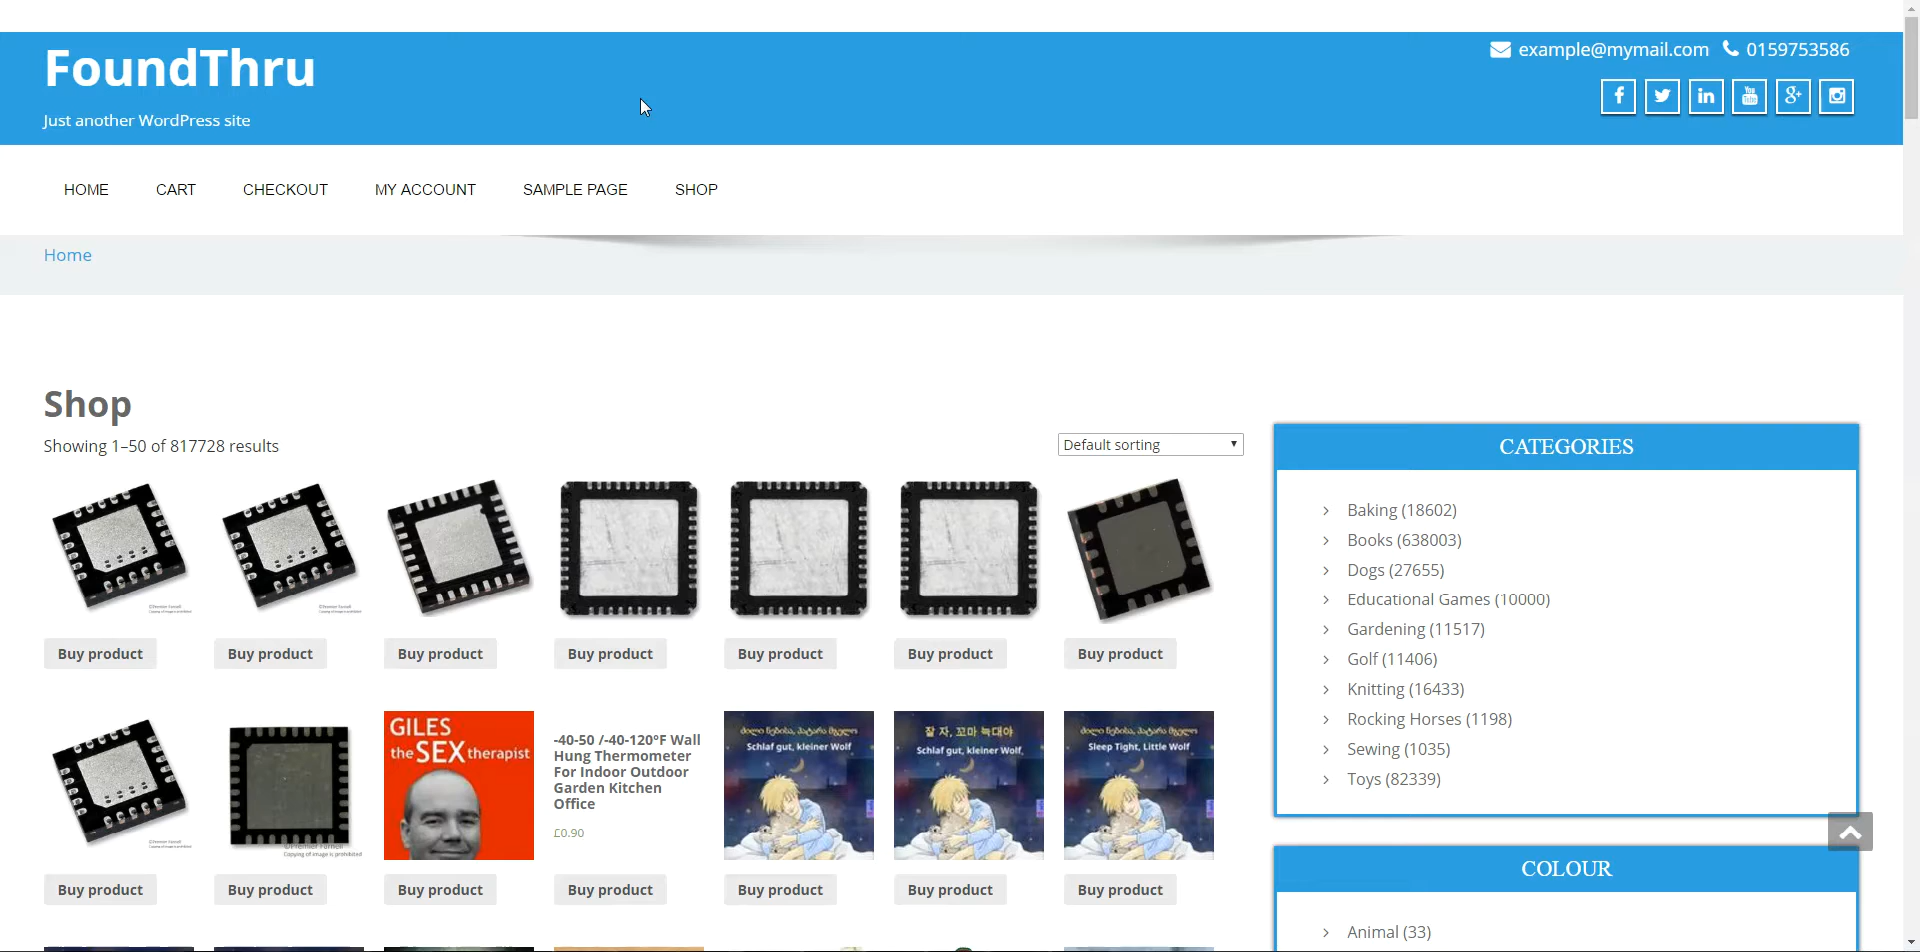 FoundThru
Just another WordPress site
example@mymail.com 0159753586
HOME CART CHECKOUT MY ACCOUNT SAMPLE PAGE SHOP
Home
Shop
Showing 1–50 of 817728 results
Default sorting
Buy product Buy product Buy product Buy product Buy product Buy product Buy product
GILES
the SEX therapist
-40-50 /-40-120°F Wall
Hung Thermometer
For Indoor Outdoor
Garden Kitchen
Office
£0.90
Schlaf gut, kleiner Wolf
잘 자, 꼬마 늑대야
Schlaf gut, kleiner Wolf
Sleep Tight, Little Wolf
Copying of image is prohibited
Buy product Buy product Buy product Buy product Buy product Buy product Buy product
CATEGORIES
Baking (18602)
Books (638003)
Dogs (27655)
Educational Games (10000)
Gardening (11517)
Golf (11406)
Knitting (16433)
Rocking Horses (1198)
Sewing (1035)
Toys (82339)
COLOUR
Animal (33)